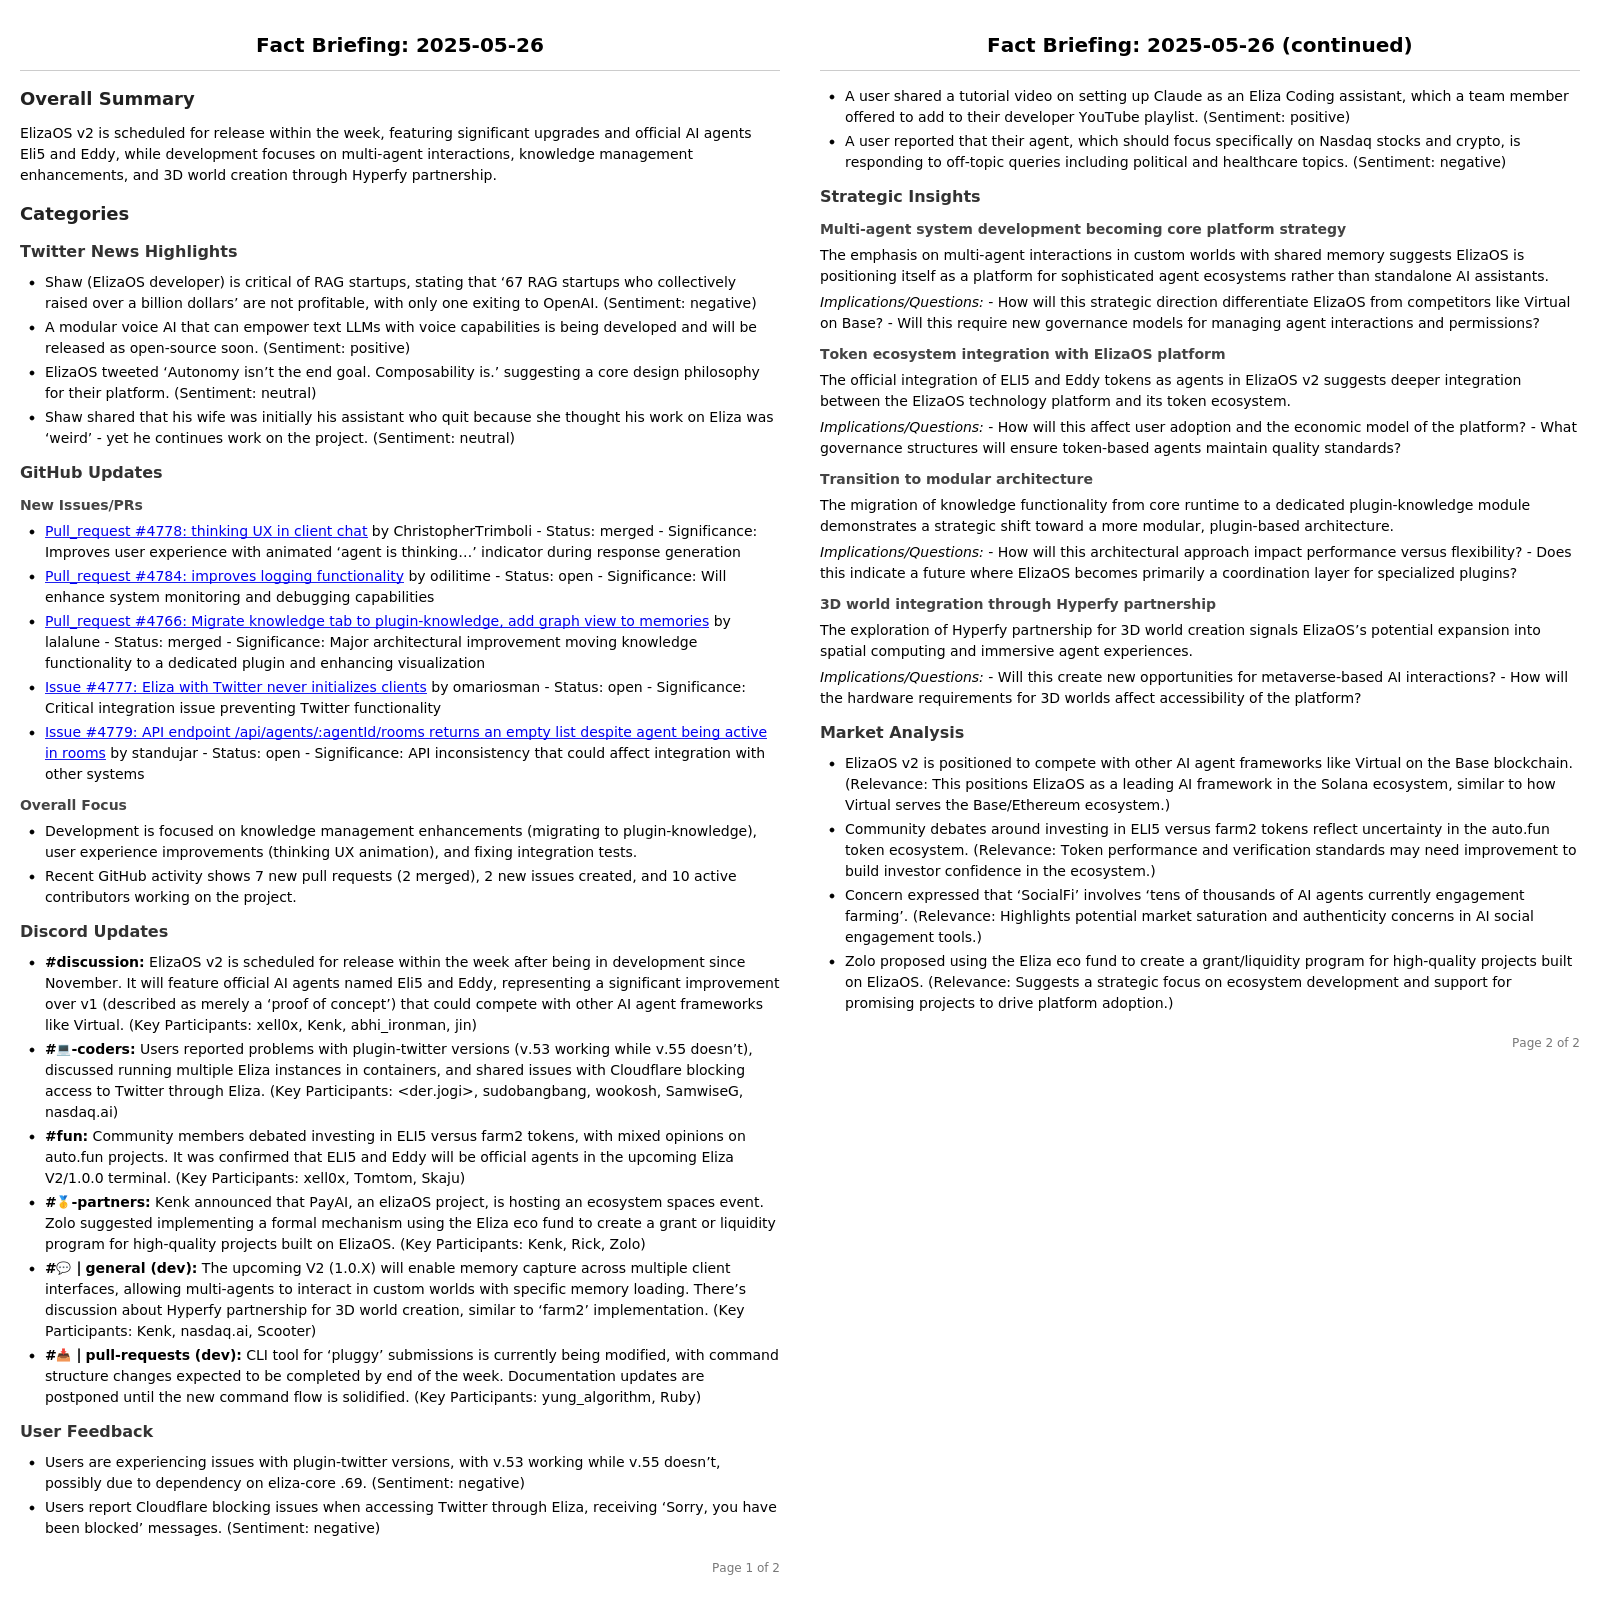 Fact Briefing: 2025-05-26
Overall Summary
ElizaOS v2 is scheduled for release within the week, featuring significant upgrades and official AI agents
Eli5 and Eddy, while development focuses on multi-agent interactions, knowledge management
enhancements, and 3D world creation through Hyperfy partnership.
Categories
Twitter News Highlights
• Shaw (ElizaOS developer) is critical of RAG startups, stating that ‘67 RAG startups who collectively
raised over a billion dollars’ are not profitable, with only one exiting to OpenAI. (Sentiment: negative)
• A modular voice AI that can empower text LLMs with voice capabilities is being developed and will be
released as open-source soon. (Sentiment: positive)
• ElizaOS tweeted ‘Autonomy isn’t the end goal. Composability is.’ suggesting a core design philosophy
for their platform. (Sentiment: neutral)
• Shaw shared that his wife was initially his assistant who quit because she thought his work on Eliza was
‘weird’ - yet he continues work on the project. (Sentiment: neutral)
GitHub Updates
New Issues/PRs
• Pull_request #4778: thinking UX in client chat by ChristopherTrimboli - Status: merged - Significance:
Improves user experience with animated ‘agent is thinking…’ indicator during response generation
• Pull_request #4784: improves logging functionality by odilitime - Status: open - Significance: Will
enhance system monitoring and debugging capabilities
• Pull_request #4766: Migrate knowledge tab to plugin-knowledge, add graph view to memories by
lalalune - Status: merged - Significance: Major architectural improvement moving knowledge
functionality to a dedicated plugin and enhancing visualization
• Issue #4777: Eliza with Twitter never initializes clients by omariosman - Status: open - Significance:
Critical integration issue preventing Twitter functionality
• Issue #4779: API endpoint /api/agents/:agentId/rooms returns an empty list despite agent being active
in rooms by standujar - Status: open - Significance: API inconsistency that could affect integration with
other systems
Overall Focus
• Development is focused on knowledge management enhancements (migrating to plugin-knowledge),
user experience improvements (thinking UX animation), and fixing integration tests.
• Recent GitHub activity shows 7 new pull requests (2 merged), 2 new issues created, and 10 active
contributors working on the project.
Discord Updates
• #discussion: ElizaOS v2 is scheduled for release within the week after being in development since
November. It will feature official AI agents named Eli5 and Eddy, representing a significant improvement
over v1 (described as merely a ‘proof of concept’) that could compete with other AI agent frameworks
like Virtual. (Key Participants: xell0x, Kenk, abhi_ironman, jin)
• #💻-coders: Users reported problems with plugin-twitter versions (v.53 working while v.55 doesn’t),
discussed running multiple Eliza instances in containers, and shared issues with Cloudflare blocking
access to Twitter through Eliza. (Key Participants: <der.jogi>, sudobangbang, wookosh, SamwiseG,
nasdaq.ai)
• #fun: Community members debated investing in ELI5 versus farm2 tokens, with mixed opinions on
auto.fun projects. It was confirmed that ELI5 and Eddy will be official agents in the upcoming Eliza
V2/1.0.0 terminal. (Key Participants: xell0x, Tomtom, Skaju)
• #🥇-partners: Kenk announced that PayAI, an elizaOS project, is hosting an ecosystem spaces event.
Zolo suggested implementing a formal mechanism using the Eliza eco fund to create a grant or liquidity
program for high-quality projects built on ElizaOS. (Key Participants: Kenk, Rick, Zolo)
• #💬 | general (dev): The upcoming V2 (1.0.X) will enable memory capture across multiple client
interfaces, allowing multi-agents to interact in custom worlds with specific memory loading. There’s
discussion about Hyperfy partnership for 3D world creation, similar to ‘farm2’ implementation. (Key
Participants: Kenk, nasdaq.ai, Scooter)
• #📥 | pull-requests (dev): CLI tool for ‘pluggy’ submissions is currently being modified, with command
structure changes expected to be completed by end of the week. Documentation updates are
postponed until the new command flow is solidified. (Key Participants: yung_algorithm, Ruby)
User Feedback
• Users are experiencing issues with plugin-twitter versions, with v.53 working while v.55 doesn’t,
possibly due to dependency on eliza-core .69. (Sentiment: negative)
• Users report Cloudflare blocking issues when accessing Twitter through Eliza, receiving ‘Sorry, you have
been blocked’ messages. (Sentiment: negative)
Page 1 of 2
Fact Briefing: 2025-05-26 (continued)
• A user shared a tutorial video on setting up Claude as an Eliza Coding assistant, which a team member
offered to add to their developer YouTube playlist. (Sentiment: positive)
• A user reported that their agent, which should focus specifically on Nasdaq stocks and crypto, is
responding to off-topic queries including political and healthcare topics. (Sentiment: negative)
Strategic Insights
Multi-agent system development becoming core platform strategy
The emphasis on multi-agent interactions in custom worlds with shared memory suggests ElizaOS is
positioning itself as a platform for sophisticated agent ecosystems rather than standalone AI assistants.
Implications/Questions: - How will this strategic direction differentiate ElizaOS from competitors like Virtual
on Base? - Will this require new governance models for managing agent interactions and permissions?
Token ecosystem integration with ElizaOS platform
The official integration of ELI5 and Eddy tokens as agents in ElizaOS v2 suggests deeper integration
between the ElizaOS technology platform and its token ecosystem.
Implications/Questions: - How will this affect user adoption and the economic model of the platform? - What
governance structures will ensure token-based agents maintain quality standards?
Transition to modular architecture
The migration of knowledge functionality from core runtime to a dedicated plugin-knowledge module
demonstrates a strategic shift toward a more modular, plugin-based architecture.
Implications/Questions: - How will this architectural approach impact performance versus flexibility? - Does
this indicate a future where ElizaOS becomes primarily a coordination layer for specialized plugins?
3D world integration through Hyperfy partnership
The exploration of Hyperfy partnership for 3D world creation signals ElizaOS’s potential expansion into
spatial computing and immersive agent experiences.
Implications/Questions: - Will this create new opportunities for metaverse-based AI interactions? - How will
the hardware requirements for 3D worlds affect accessibility of the platform?
Market Analysis
• ElizaOS v2 is positioned to compete with other AI agent frameworks like Virtual on the Base blockchain.
(Relevance: This positions ElizaOS as a leading AI framework in the Solana ecosystem, similar to how
Virtual serves the Base/Ethereum ecosystem.)
• Community debates around investing in ELI5 versus farm2 tokens reflect uncertainty in the auto.fun
token ecosystem. (Relevance: Token performance and verification standards may need improvement to
build investor confidence in the ecosystem.)
• Concern expressed that ‘SocialFi’ involves ‘tens of thousands of AI agents currently engagement
farming’. (Relevance: Highlights potential market saturation and authenticity concerns in AI social
engagement tools.)
• Zolo proposed using the Eliza eco fund to create a grant/liquidity program for high-quality projects built
on ElizaOS. (Relevance: Suggests a strategic focus on ecosystem development and support for
promising projects to drive platform adoption.)
Page 2 of 2